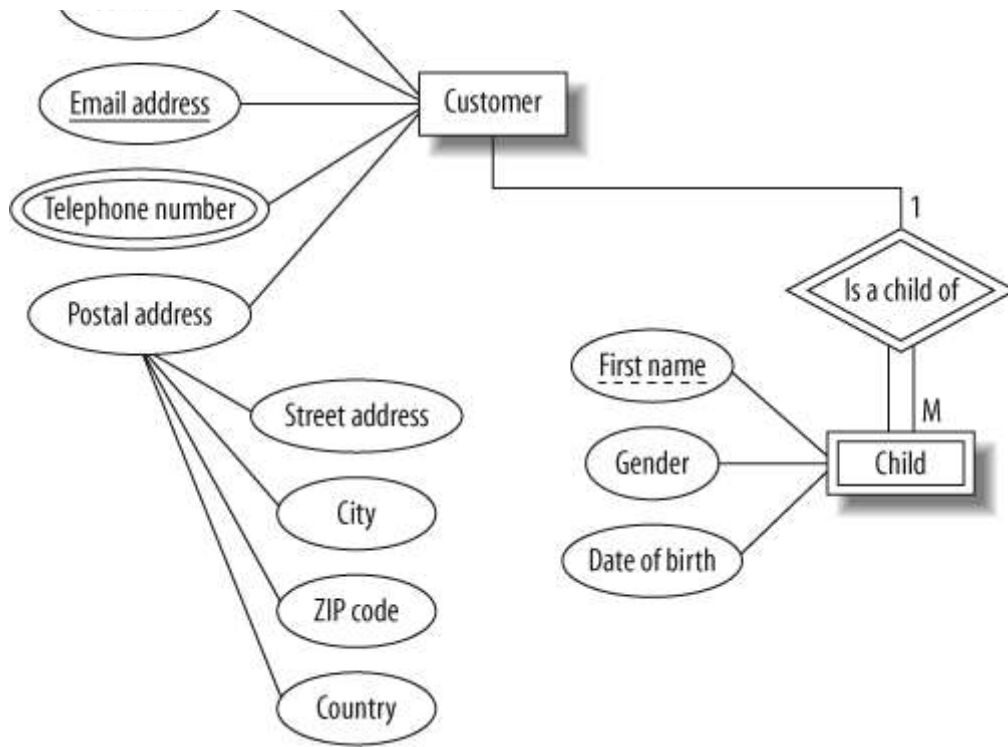 Customer
Email address
Telephone number
1
Is a child of
Postal address
First name
Street address
M
Gender
Child
City
Date of birth
ZIP code
Country